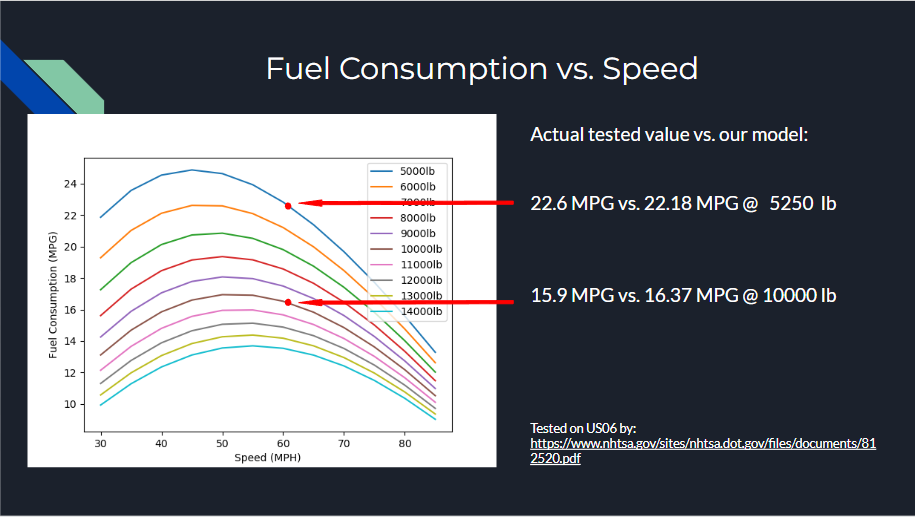 Fuel Consumption vs. Speed
Actual tested value vs. our model:
22.6 MPG vs. 22.18 MPG @ 5250 lb
15.9 MPG vs. 16.37 MPG @ 10000 lb
Tested on US06 by:
https://www.nhtsa.gov/sites/nhtsa.dot.gov/files/documents/81
2520.pdf
Fuel Consumption (MPG)
24
22
20
18
16
14
12
10
30 40 50 60 70 80
Speed (MPH)
5000lb
6000lb
7000lb
8000lb
9000lb
10000lb
11000lb
12000lb
13000lb
14000lb